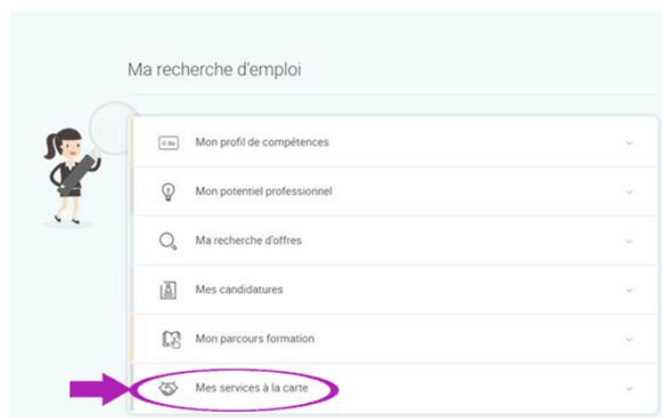 Ma recherche d'emploi
Mon profil de compétences
Mon potentiel professionnel
Ma recherche d'offres
Mes candidatures
Mon parcours formation
Mes services à la carte